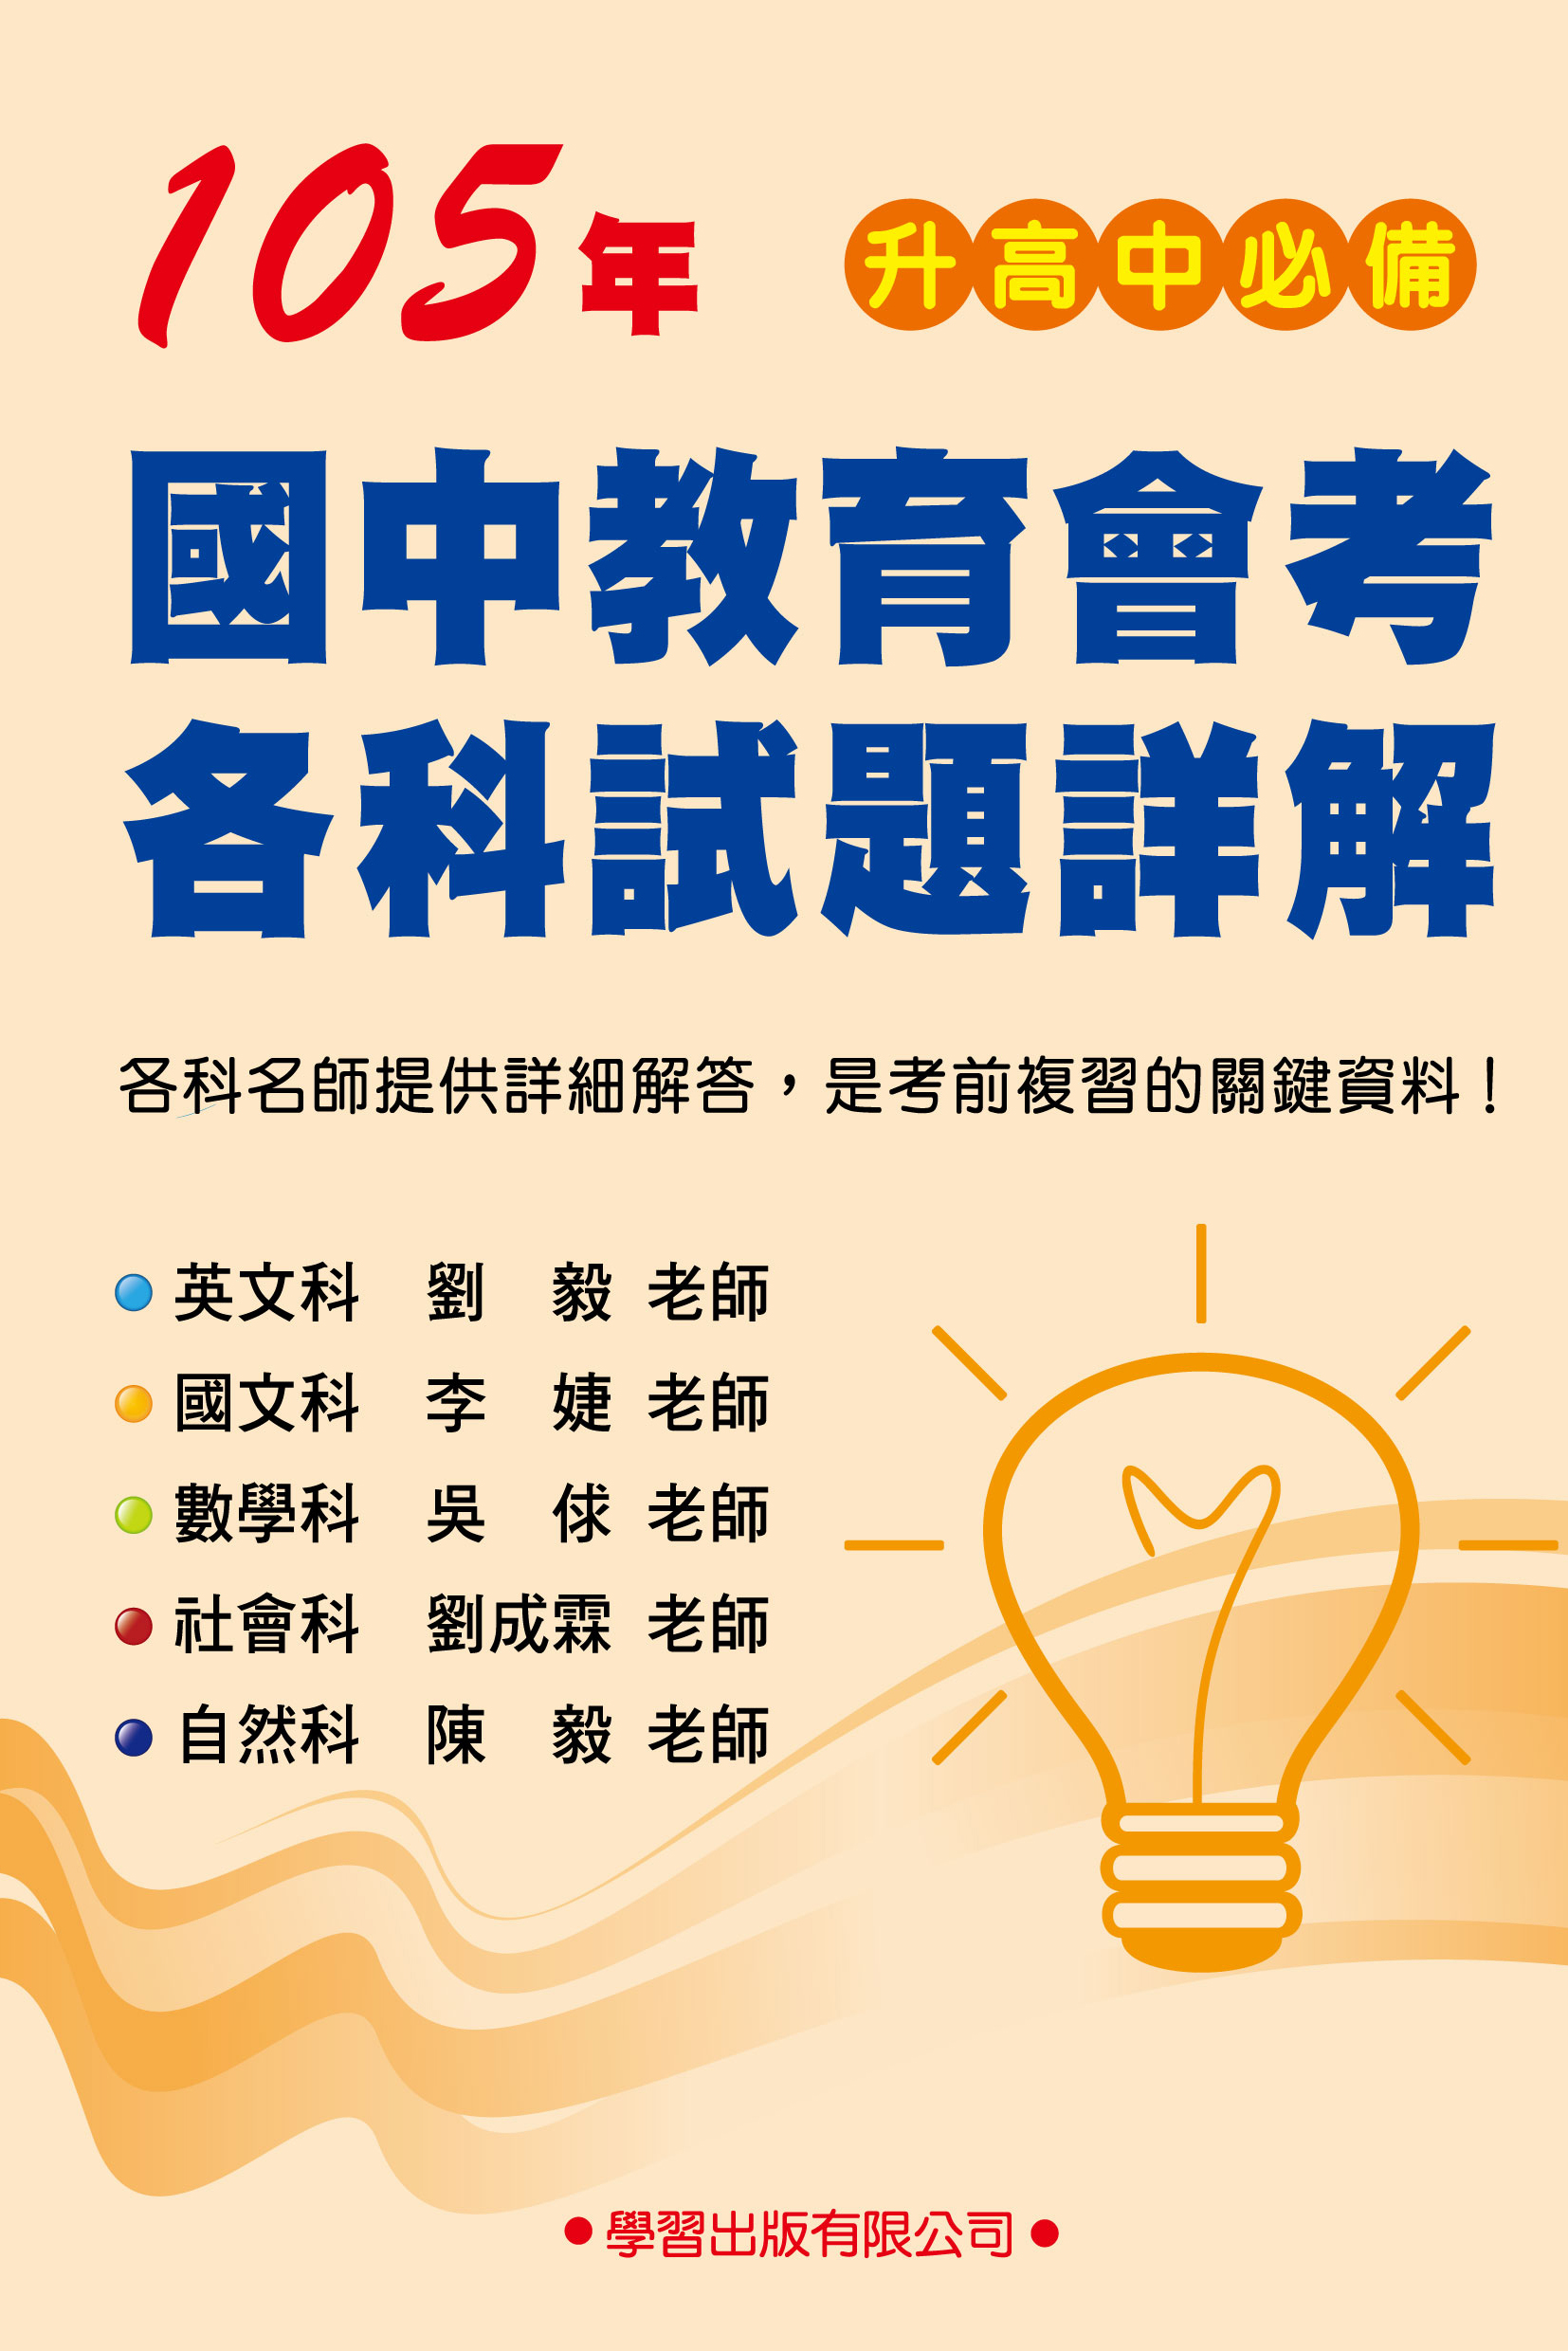 105年 升高中必備
國中教育會考
各科試題詳解
各科名師提供詳細解答，是考前複習的關鍵資料！
英文科 劉 毅 老師
國文科 李 婕 老師
數學科 吳 俅 老師
社會科 劉成霖 老師
自然科 陳 毅 老師
●學習出版有限公司●